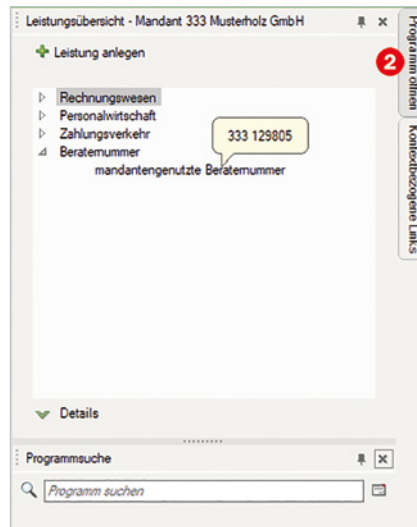 Leistungsübersicht - Mandant 333 Musterholz GmbH
Leistung anlegen
2
Programm öffnen
Kontextbezogene Links
Rechnungswesen
Personalwirtschaft
Zahlungsverkehr
Beraternummer
333 129805
mandantengenutzte Beraternummer
Details
Programmsuche
Programm suchen